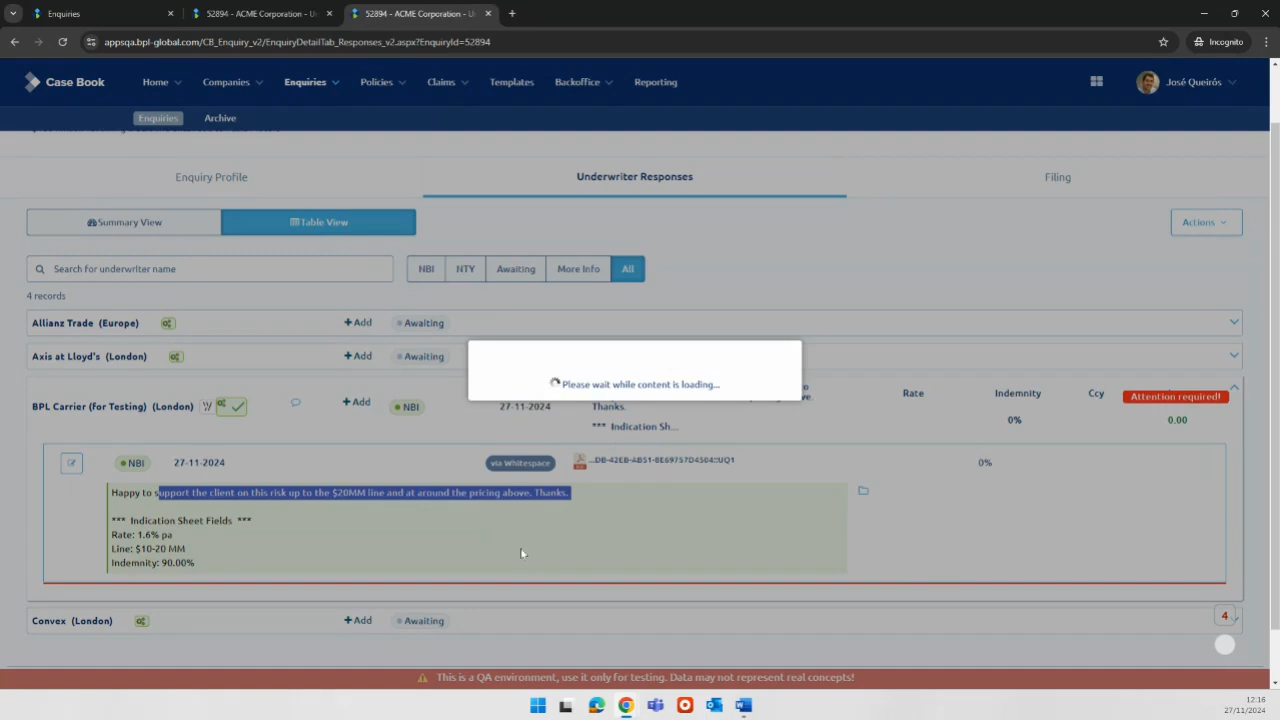 Enquiries
52894 - ACME Corporation - U
52894 - ACME Corporation - U
appsqa.bpl-global.com/CB_Enquiry_v2/EnquiryDetailTab_Responses_v2.aspx?EnquiryId=52894
Incognito
Case Book
Home
Companies
Enquiries
Policies
Claims
Templates
Backoffice
Reporting
José Queirós
Enquiries
Archive
Enquiry Profile
Underwriter Responses
Filing
Summary View
Table View
Actions
Search for underwriter name
NBI
NTY
Awaiting
More Info
All
4 records
Allianz Trade (Europe)
+Add
Awaiting
Axis at Lloyd's (London)
+Add
Awaiting
Please wait while content is loading...
BPL Carrier (for Testing) (London)
+Add
NBI
27-11-2024
Thanks.
*** Indication Sh...
Rate
Indemnity
Ccy
Attention required!
0%
0.00
NBI
27-11-2024
via Whitespace
...DB-42EB-AB51-8E69757D4504::UQ1
0%
Happy to support the client on this risk up to the $20MM line and at around the pricing above. Thanks.
*** Indication Sheet Fields ***
Rate: 1.6% pa
Line: $10-20 MM
Indemnity: 90.00%
Convex (London)
+Add
Awaiting
4
This is a QA environment, use it only for testing. Data may not represent real concepts!
12:16
27/11/2024